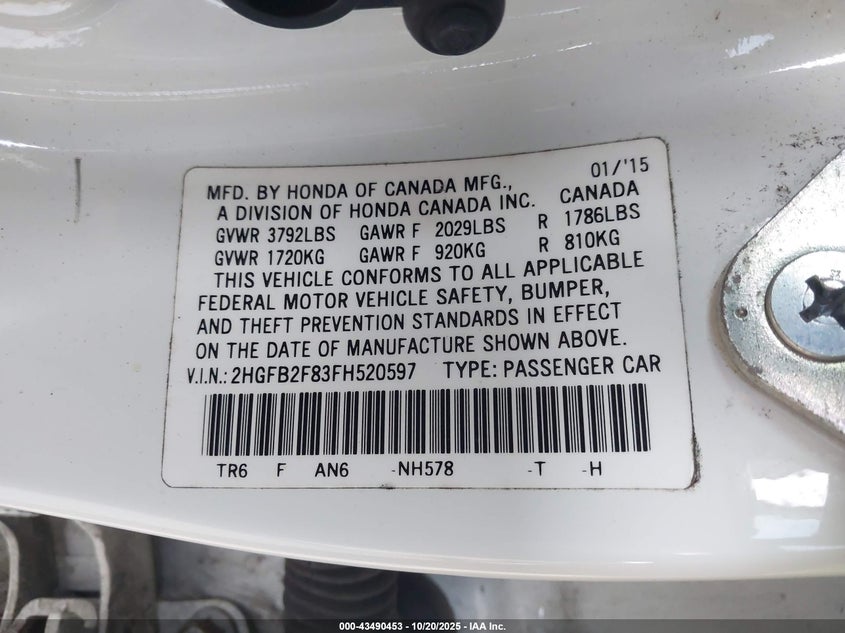 01/'15
MFD. BY HONDA OF CANADA MFG.,
A DIVISION OF HONDA CANADA INC. CANADA
GVWR 3792LBS GAWR F 2029LBS R 1786LBS
GVWR 1720KG GAWR F 920KG R 810KG
THIS VEHICLE CONFORMS TO ALL APPLICABLE
FEDERAL MOTOR VEHICLE SAFETY, BUMPER,
AND THEFT PREVENTION STANDARDS IN EFFECT
ON THE DATE OF MANUFACTURE SHOWN ABOVE.
V.I.N.: 2HGFB2F83FH520597 TYPE: PASSENGER CAR
TR6 F AN6 -NH578 -T -H
000-43490453 - 10/20/2025 - IAA Inc.